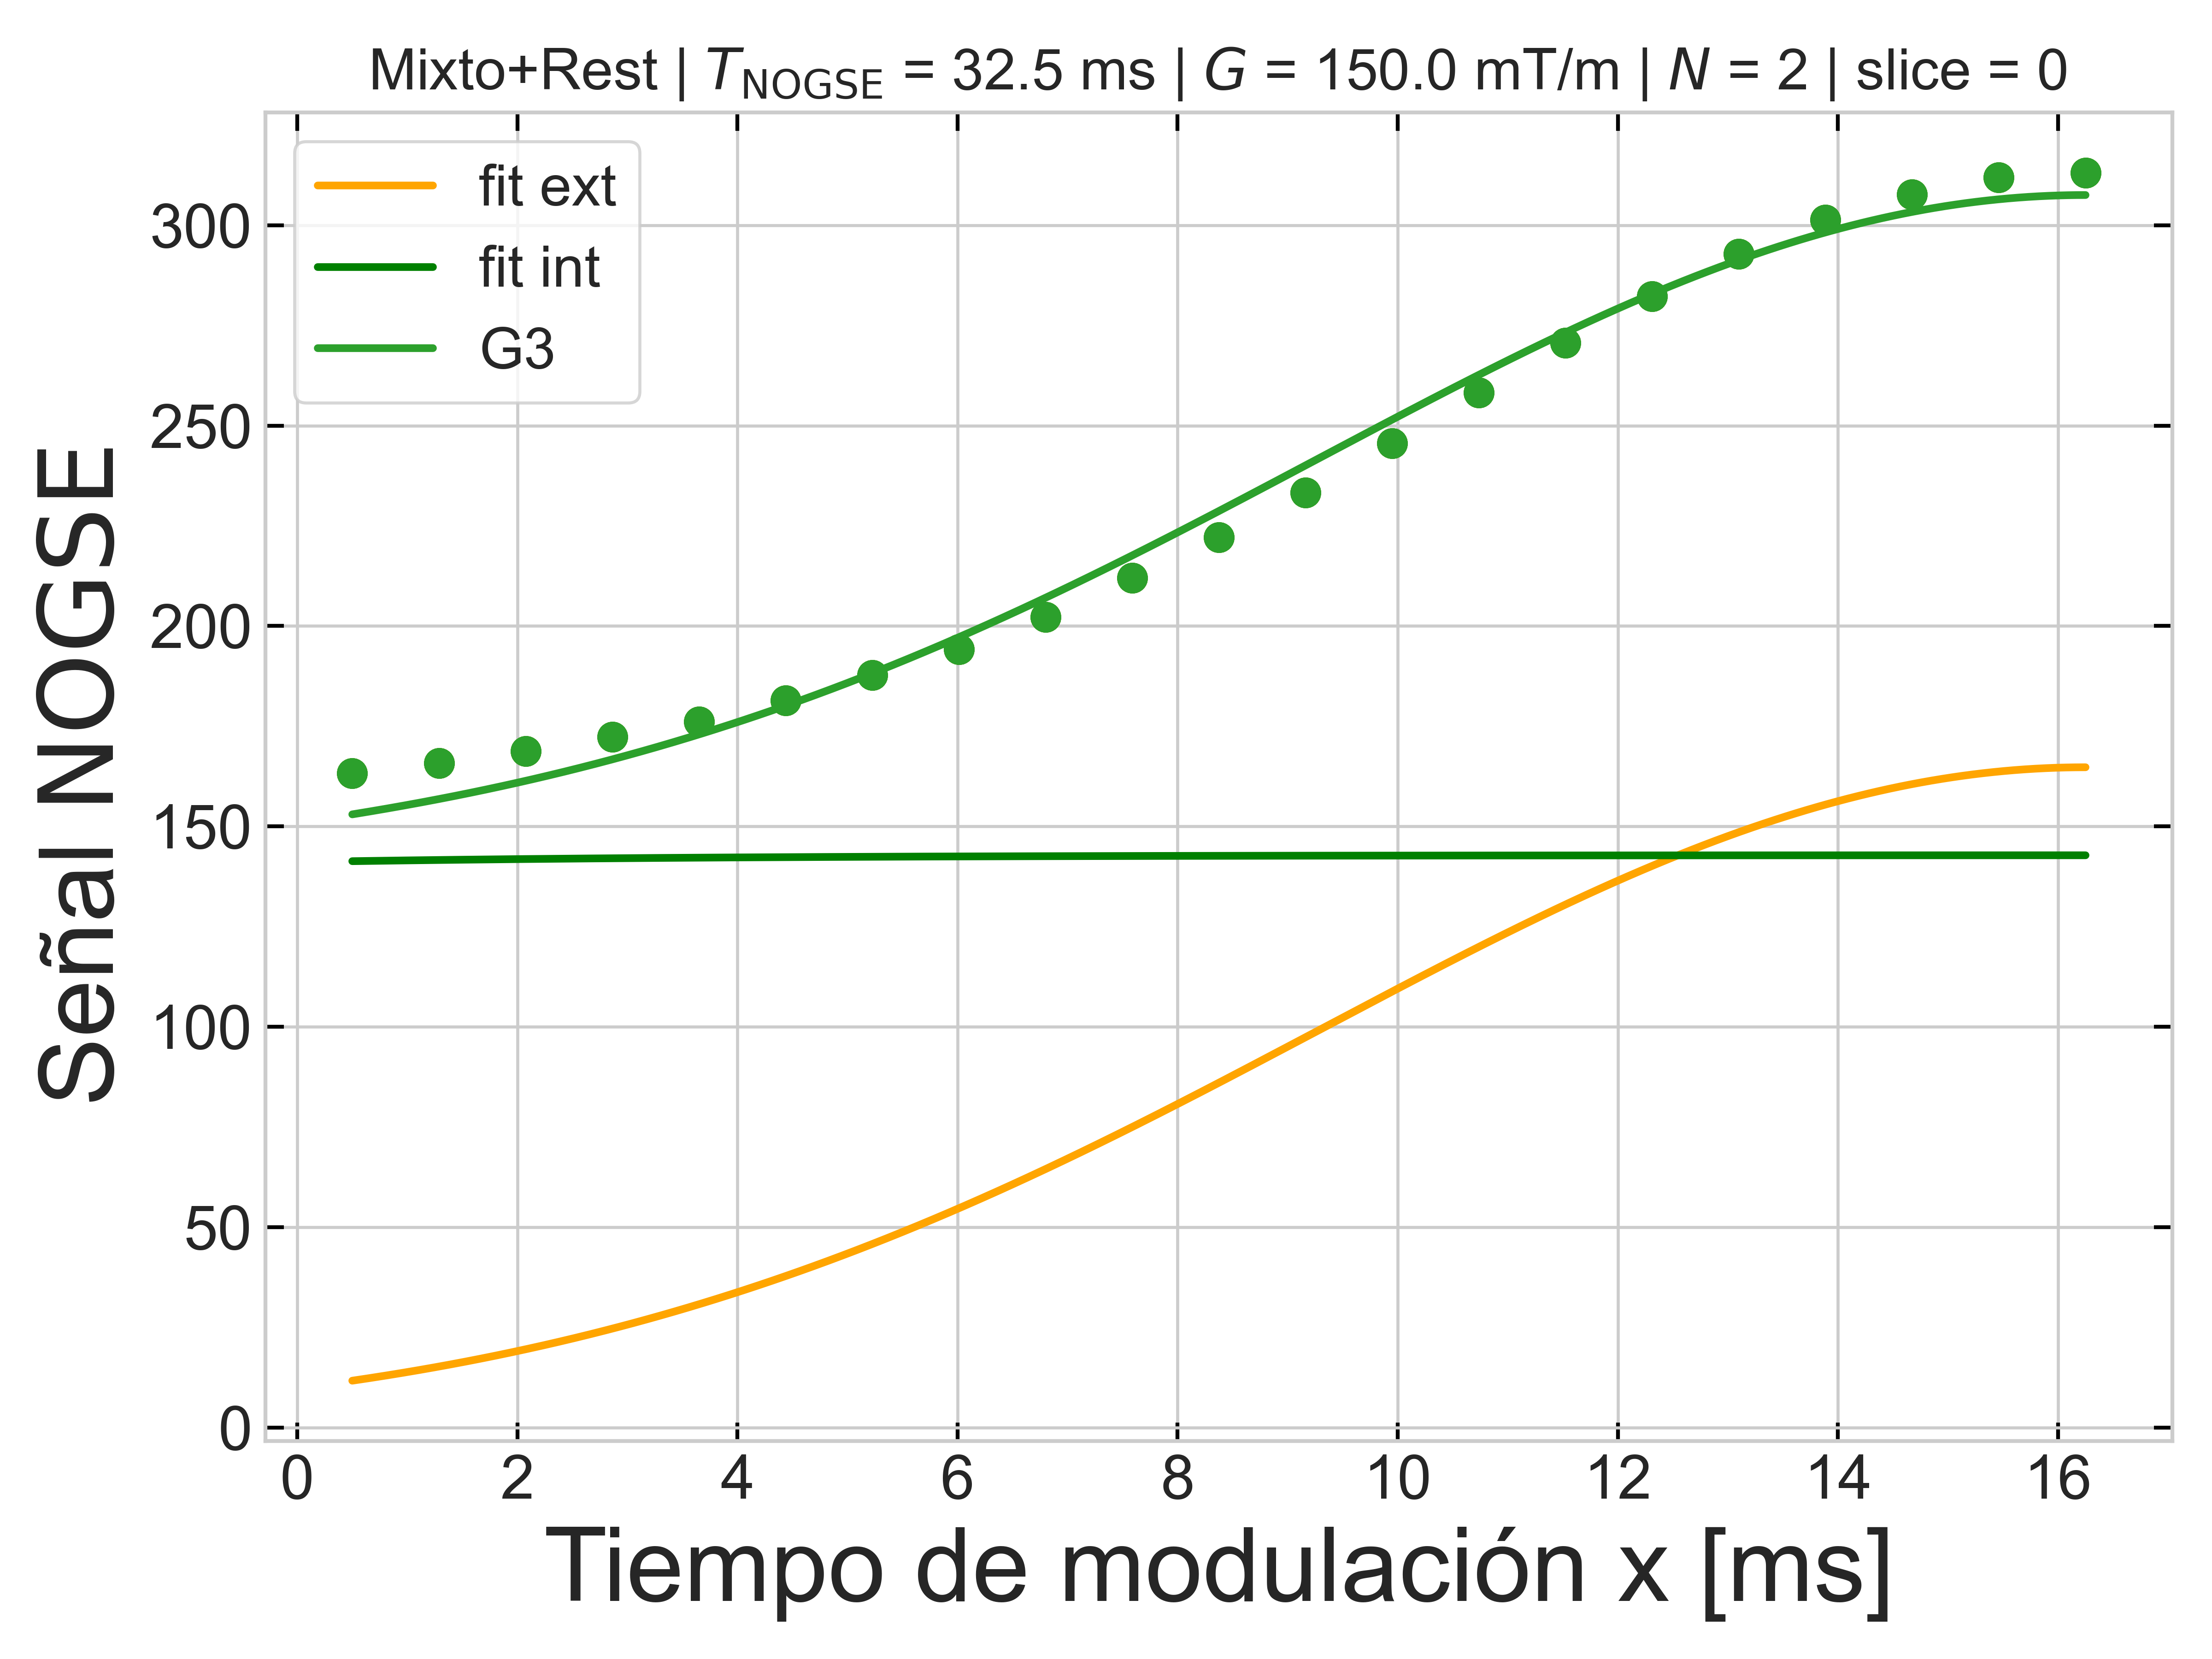 Mixto+Rest | T_NOGSE = 32.5 ms | G = 150.0 mT/m | N = 2 | slice = 0
fit ext
fit int
G3
Señal NOGSE
300
250
200
150
100
50
0
0 2 4 6 8 10 12 14 16
Tiempo de modulación x [ms]